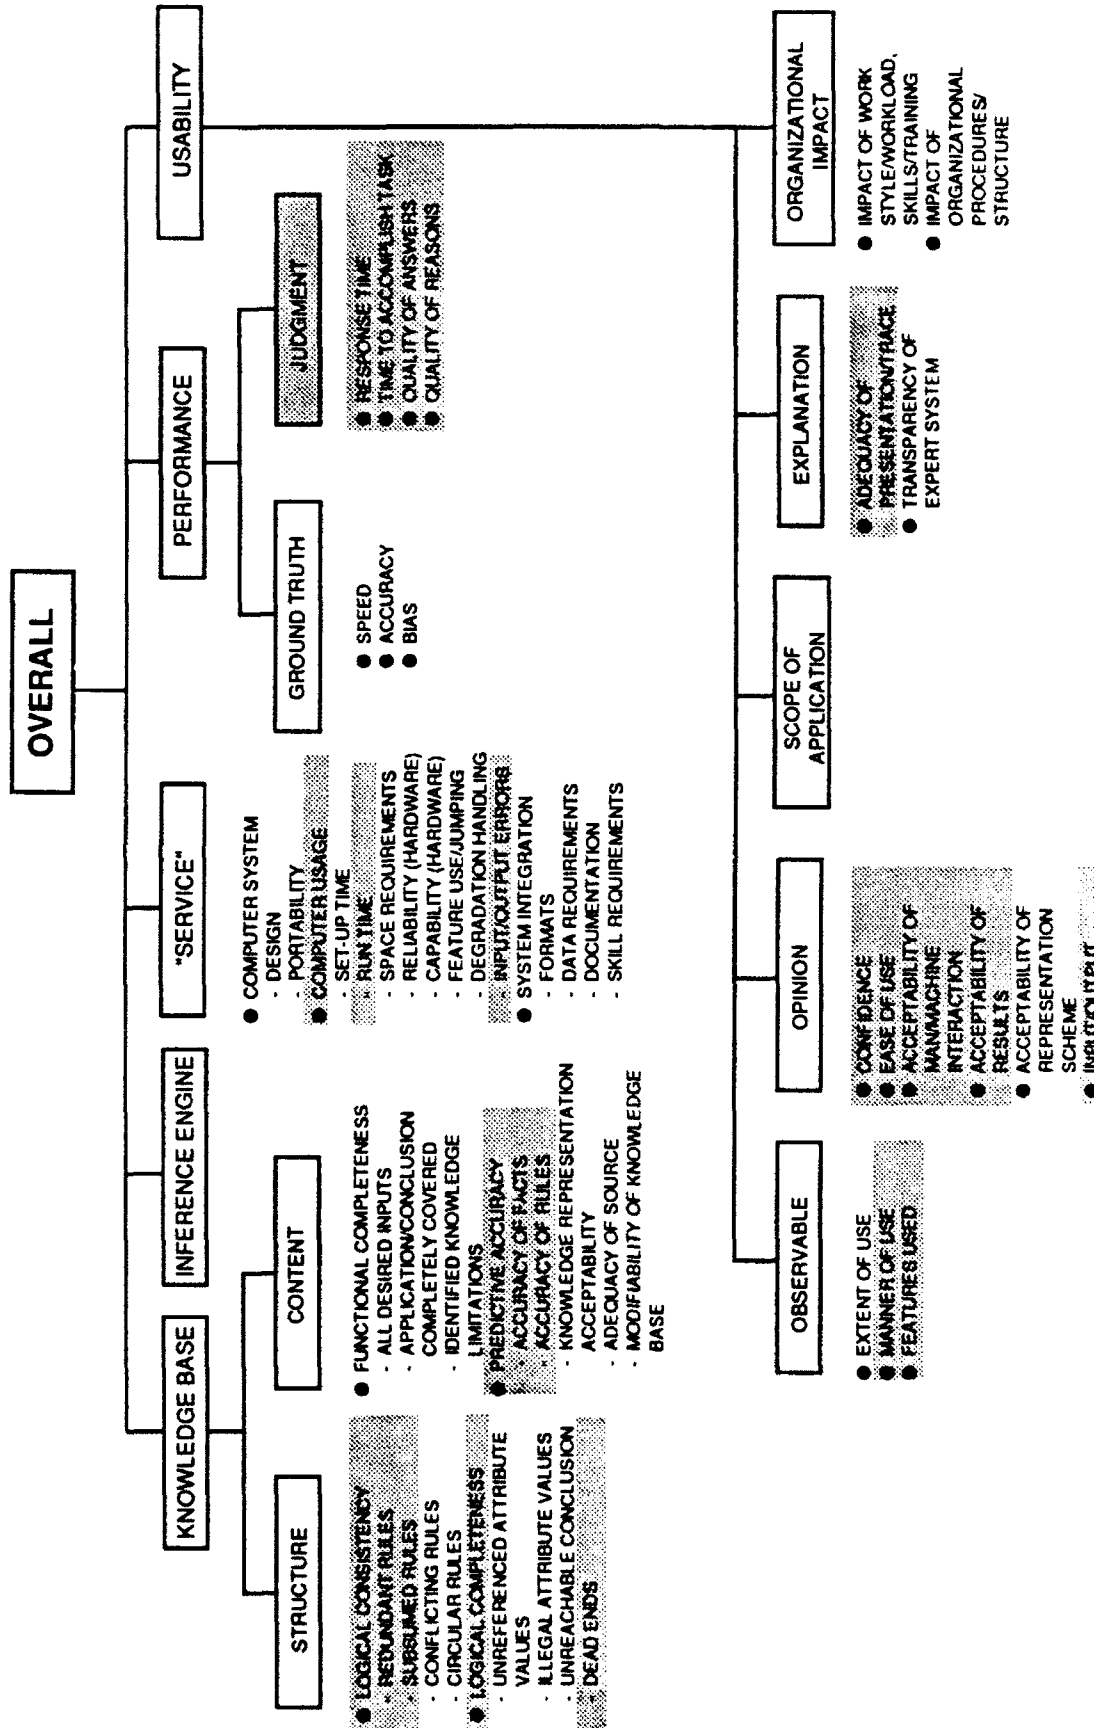 OVERALL
KNOWLEDGE BASE
INFERENCE ENGINE
"SERVICE"
PERFORMANCE
USABILITY
STRUCTURE
● LOGICAL CONSISTENCY
- REDUNDANT RULES
- SUBSUMED RULES
- CONFLICTING RULES
- CIRCULAR RULES
● LOGICAL COMPLETENESS
- UNREFERENCED ATTRIBUTE
VALUES
- ILLEGAL ATTRIBUTE VALUES
- UNREACHABLE CONCLUSION
- DEAD ENDS
CONTENT
● FUNCTIONAL COMPLETENESS
- ALL DESIRED INPUTS
- APPLICATION/CONCLUSION
COMPLETELY COVERED
- IDENTIFIED KNOWLEDGE
LIMITATIONS
● PREDICTIVE ACCURACY
- ACCURACY OF FACTS
- ACCURACY OF RULES
- KNOWLEDGE REPRESENTATION
ACCEPTABILITY
- ADEQUACY OF SOURCE
- MODIFIABILITY OF KNOWLEDGE
BASE
● COMPUTER SYSTEM
- DESIGN
- PORTABILITY
● COMPUTER USAGE
- SET-UP TIME
- RUN TIME
- SPACE REQUIREMENTS
- RELIABILITY (HARDWARE)
- CAPABILITY (HARDWARE)
- FEATURE USE/JUMPING
- DEGRADATION HANDLING
- INPUT/OUTPUT ERRORS
● SYSTEM INTEGRATION
- FORMATS
- DATA REQUIREMENTS
- DOCUMENTATION
- SKILL REQUIREMENTS
GROUND TRUTH
● SPEED
● ACCURACY
● BIAS
JUDGMENT
● RESPONSE TIME
● TIME TO ACCOMPLISH TASK
● QUALITY OF ANSWERS
● QUALITY OF REASONS
OBSERVABLE
● EXTENT OF USE
● MANNER OF USE
● FEATURES USED
OPINION
● CONFIDENCE
● EASE OF USE
● ACCEPTABILITY OF
MAN/MACHINE
INTERACTION
● ACCEPTABILITY OF
RESULTS
● ACCEPTABILITY OF
REPRESENTATION
SCHEME
● INPUT/OUTPUT
SCOPE OF
APPLICATION
EXPLANATION
● ADEQUACY OF
PRESENTATION/TRACE
● TRANSPARENCY OF
EXPERT SYSTEM
ORGANIZATIONAL
IMPACT
● IMPACT OF WORK
STYLE/WORKLOAD,
SKILLS/TRAINING
● IMPACT OF
ORGANIZATIONAL
PROCEDURES/
STRUCTURE